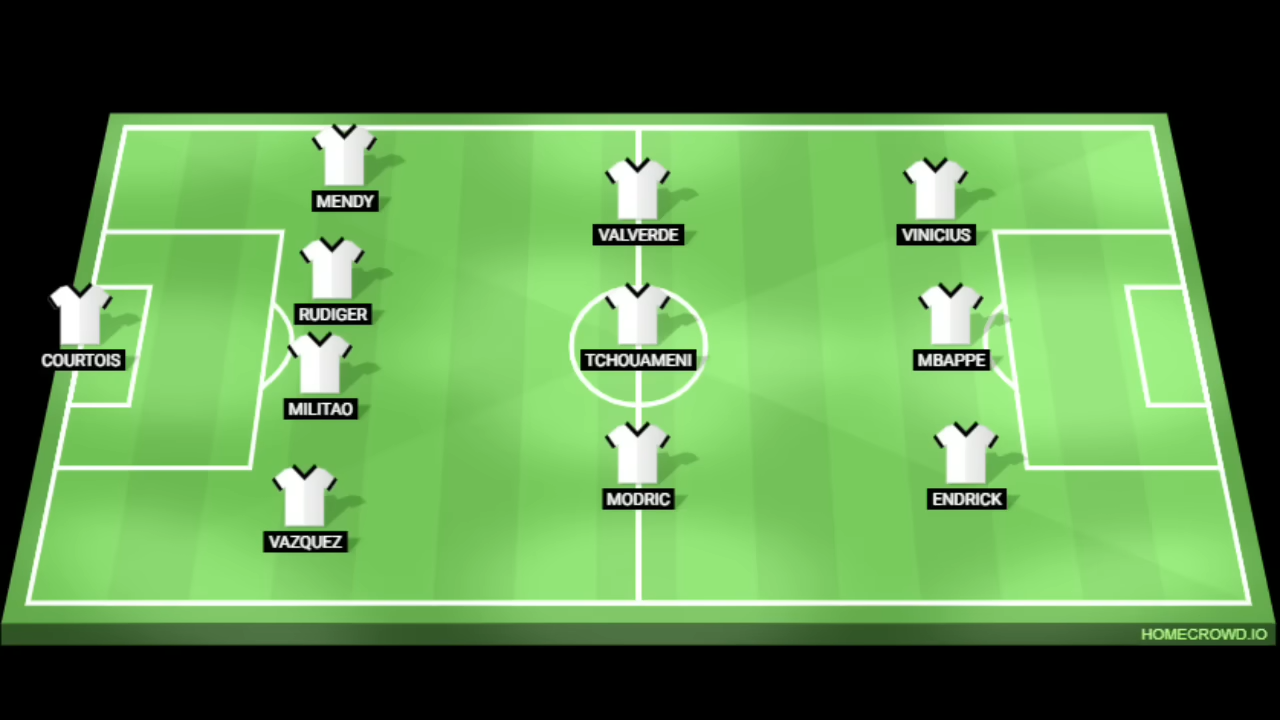 MENDY
VALVERDE
VINICIUS
RUDIGER
COURTOIS
TCHOUAMENI
MBAPPE
MILITAO
MODRIC
ENDRICK
VAZQUEZ
HOMECROWD.IO